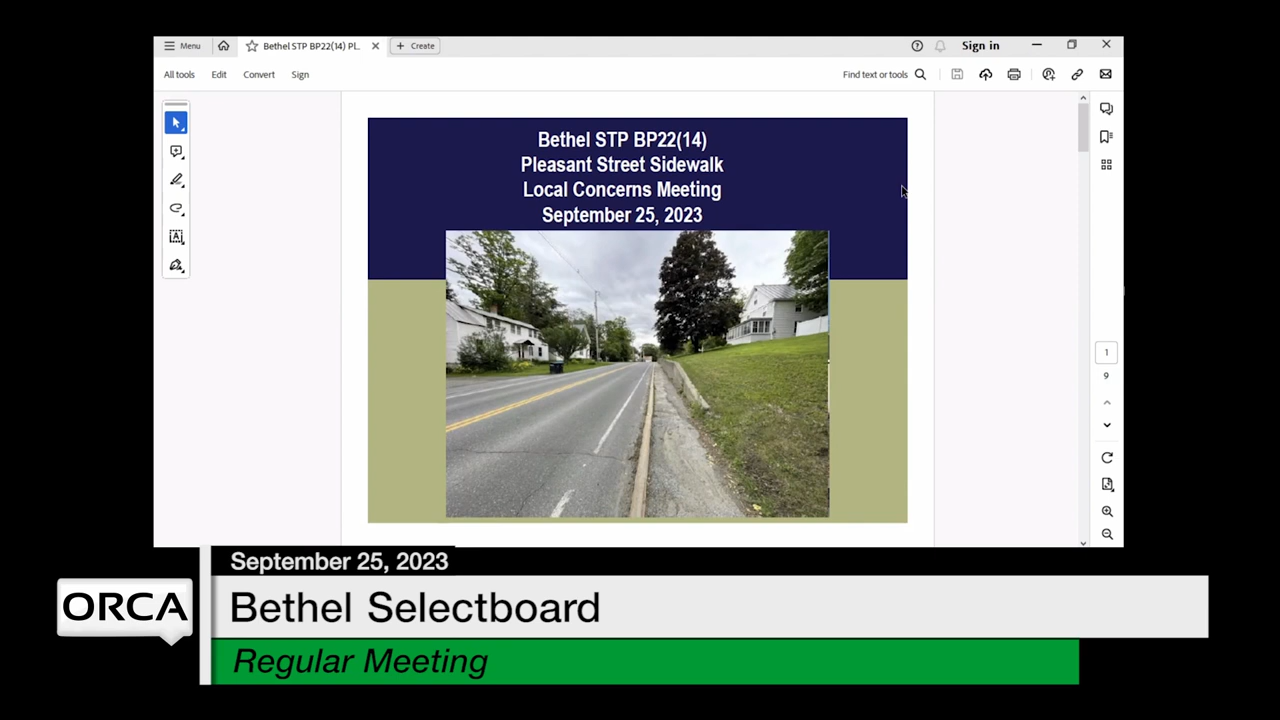 Menu
Bethel STP BP22(14) Pl...
Create
Sign in
All tools
Edit
Convert
Sign
Find text or tools
Bethel STP BP22(14)
Pleasant Street Sidewalk
Local Concerns Meeting
September 25, 2023
1
9
September 25, 2023
ORCA
Bethel Selectboard
Regular Meeting